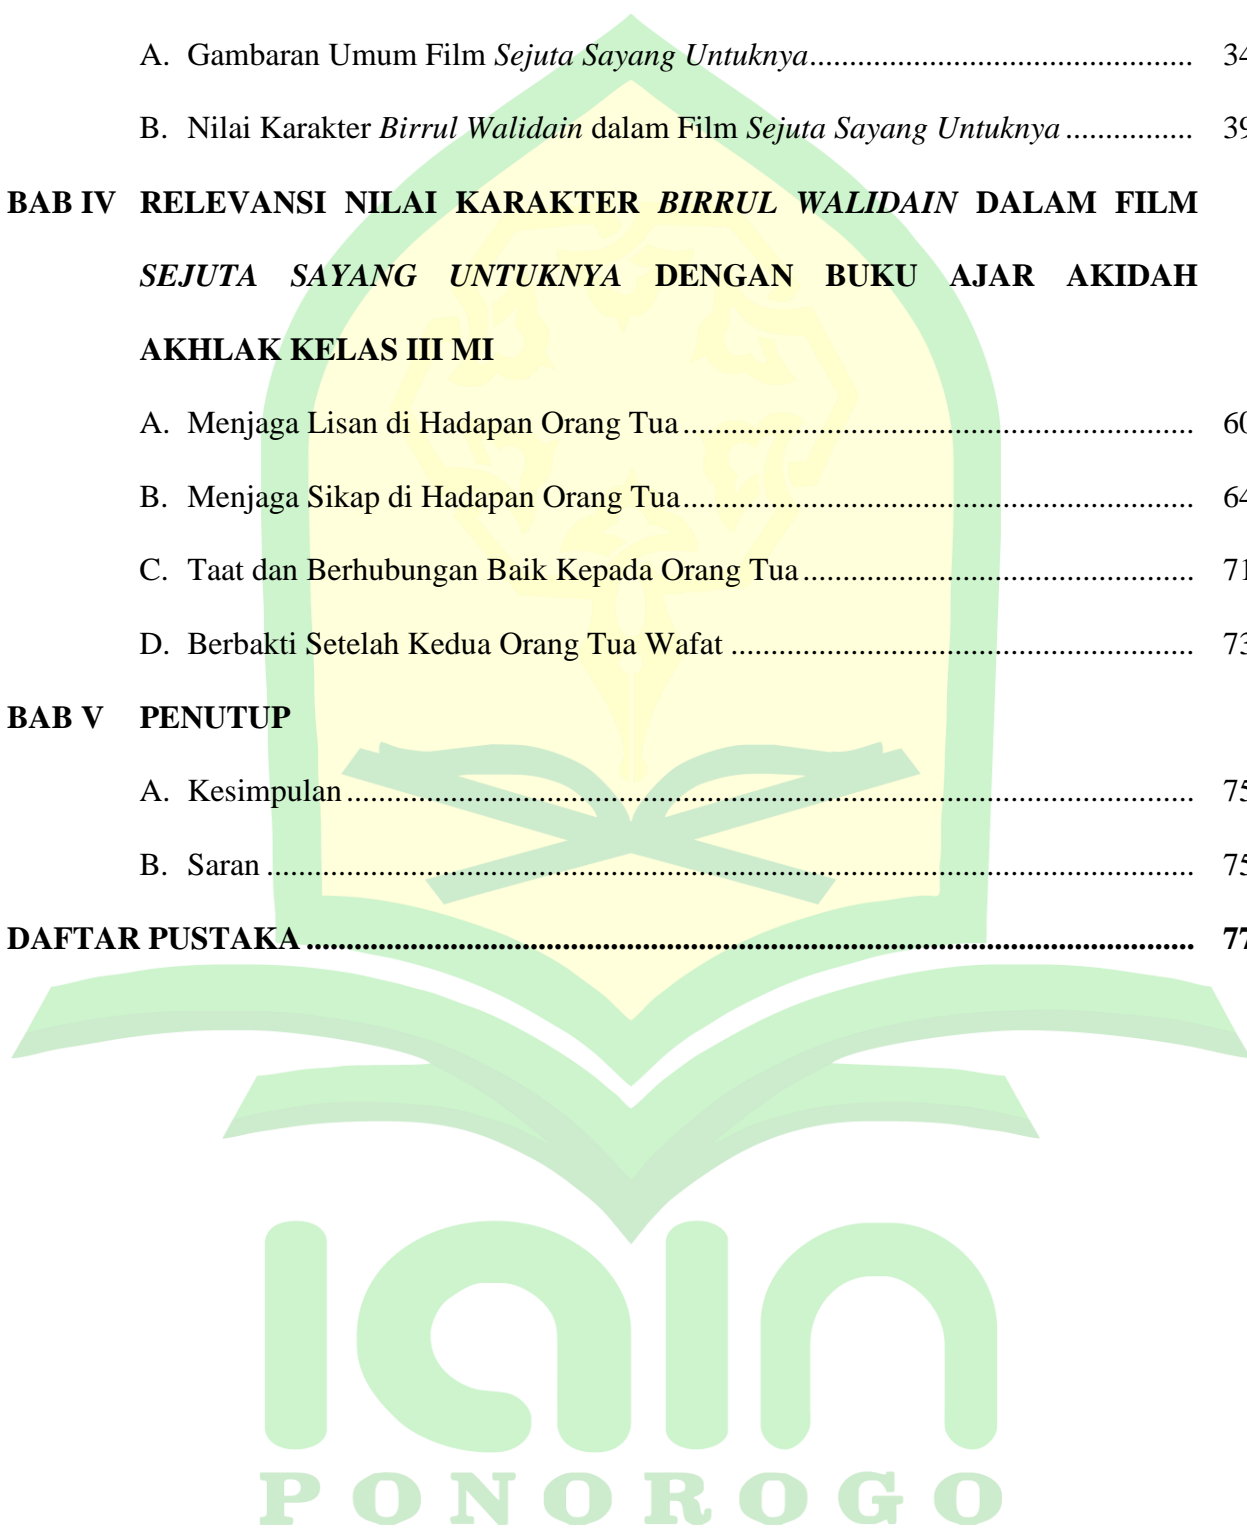 A. Gambaran Umum Film Sejuta Sayang Untuknya............................................... 34
B. Nilai Karakter Birrul Walidain dalam Film Sejuta Sayang Untuknya ............... 39
BAB IV RELEVANSI NILAI KARAKTER BIRRUL WALIDAIN DALAM FILM
SEJUTA SAYANG UNTUKNYA DENGAN BUKU AJAR AKIDAH
AKHLAK KELAS III MI
A. Menjaga Lisan di Hadapan Orang Tua............................................................... 60
B. Menjaga Sikap di Hadapan Orang Tua............................................................... 64
C. Taat dan Berhubungan Baik Kepada Orang Tua................................................ 71
D. Berbakti Setelah Kedua Orang Tua Wafat ......................................................... 73
BAB V PENUTUP
A. Kesimpulan........................................................................................................ 75
B. Saran .................................................................................................................. 75
DAFTAR PUSTAKA ............................................................................................................. 77
IAIN
PONOROGO